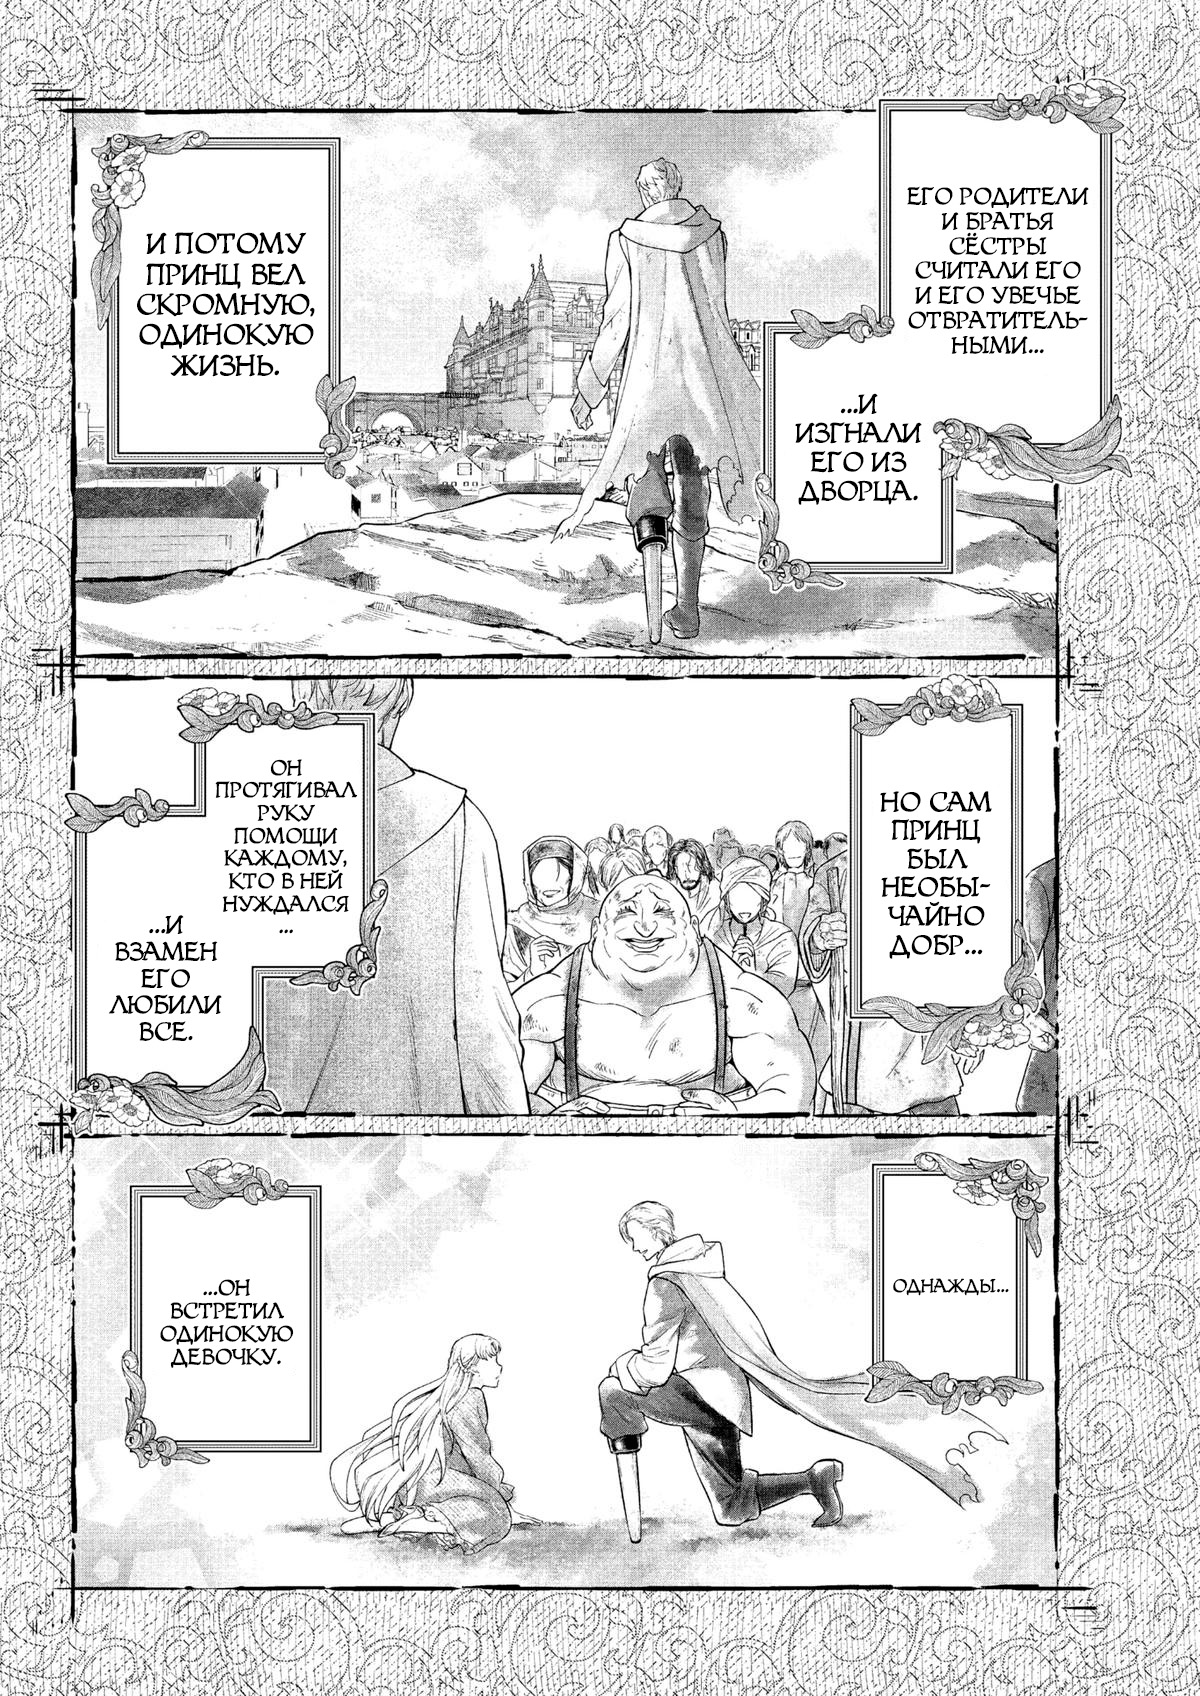 ЕГО РОДИТЕЛИ
И БРАТЬЯ
СЁСТРЫ
СЧИТАЛИ ЕГО
И ЕГО УВЕЧЬЕ
ОТВРАТИТЕЛЬ-
НЫМИ...
...И
ИЗГНАЛИ
ЕГО ИЗ
ДВОРЦА.
И ПОТОМУ
ПРИНЦ ВЕЛ
СКРОМНУЮ,
ОДИНОКУЮ
ЖИЗНЬ.
НО САМ
ПРИНЦ
БЫЛ
НЕОБЫ-
ЧАЙНО
ДОБР...
ОН
ПРОТЯГИВАЛ
РУКУ
ПОМОЩИ
КАЖДОМУ,
КТО В НЕЙ
НУЖДАЛСЯ
...
...И
ВЗАМЕН
ЕГО
ЛЮБИЛИ
ВСЕ.
ОДНАЖДЫ...
...ОН
ВСТРЕТИЛ
ОДИНОКУЮ
ДЕВОЧКУ.